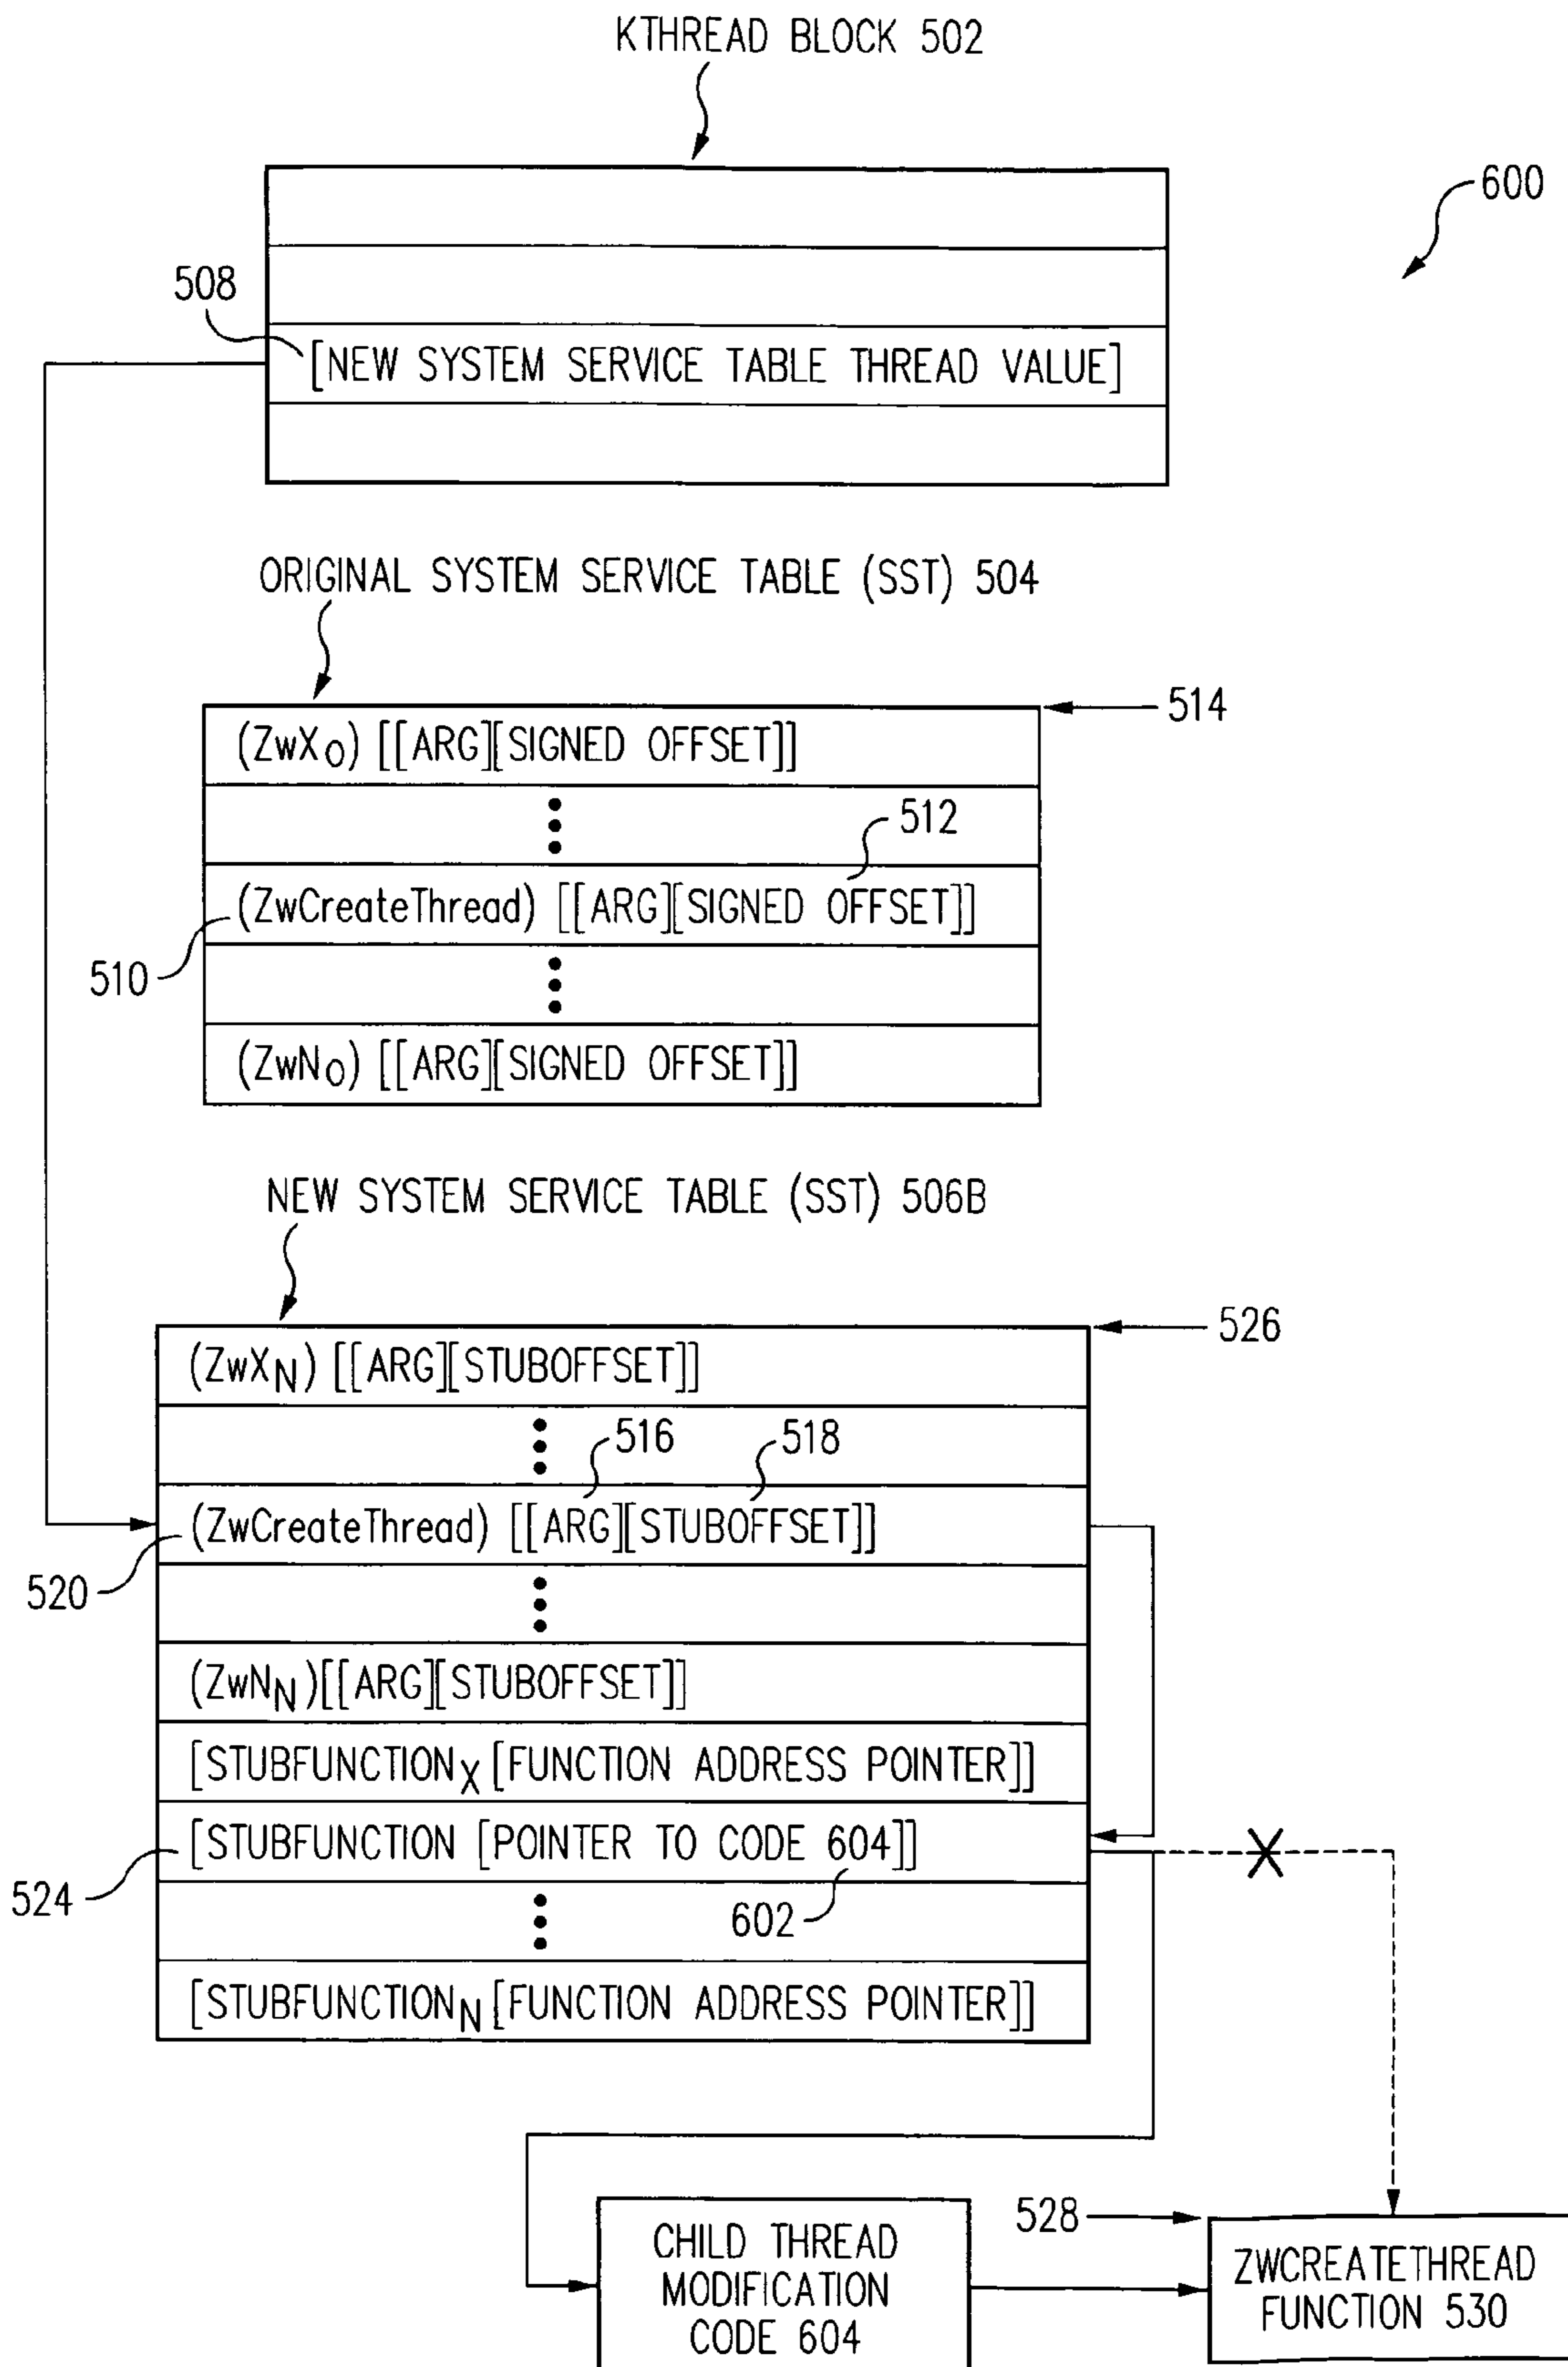 KTHREAD BLOCK 502
600
508
[NEW SYSTEM SERVICE TABLE THREAD VALUE]
ORIGINAL SYSTEM SERVICE TABLE (SST) 504
514
(ZwXO) [[ARG][SIGNED OFFSET]]
512
(ZwCreateThread) [[ARG][SIGNED OFFSET]]
510
(ZwNO) [[ARG][SIGNED OFFSET]]
NEW SYSTEM SERVICE TABLE (SST) 506B
526
(ZwXN) [[ARG][STUBOFFSET]]
516
518
(ZwCreateThread) [[ARG][STUBOFFSET]]
520
(ZwNN)[[ARG][STUBOFFSET]]
[STUBFUNCTIONX [FUNCTION ADDRESS POINTER]]
[STUBFUNCTION [POINTER TO CODE 604]]
524
602
[STUBFUNCTIONN [FUNCTION ADDRESS POINTER]]
528
CHILD THREAD
MODIFICATION
CODE 604
ZWCREATETHREAD
FUNCTION 530